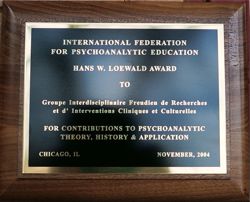 INTERNATIONAL FEDERATION
FOR PSYCHOANALYTIC EDUCATION
HANS W. LOEWALD AWARD
TO
Groupe Interdisciplinaire Freudien de Recherches
et d' Interventions Cliniques et Culturelles
FOR CONTRIBUTIONS TO PSYCHOANALYTIC
THEORY, HISTORY & APPLICATION
CHICAGO, IL NOVEMBER, 2004